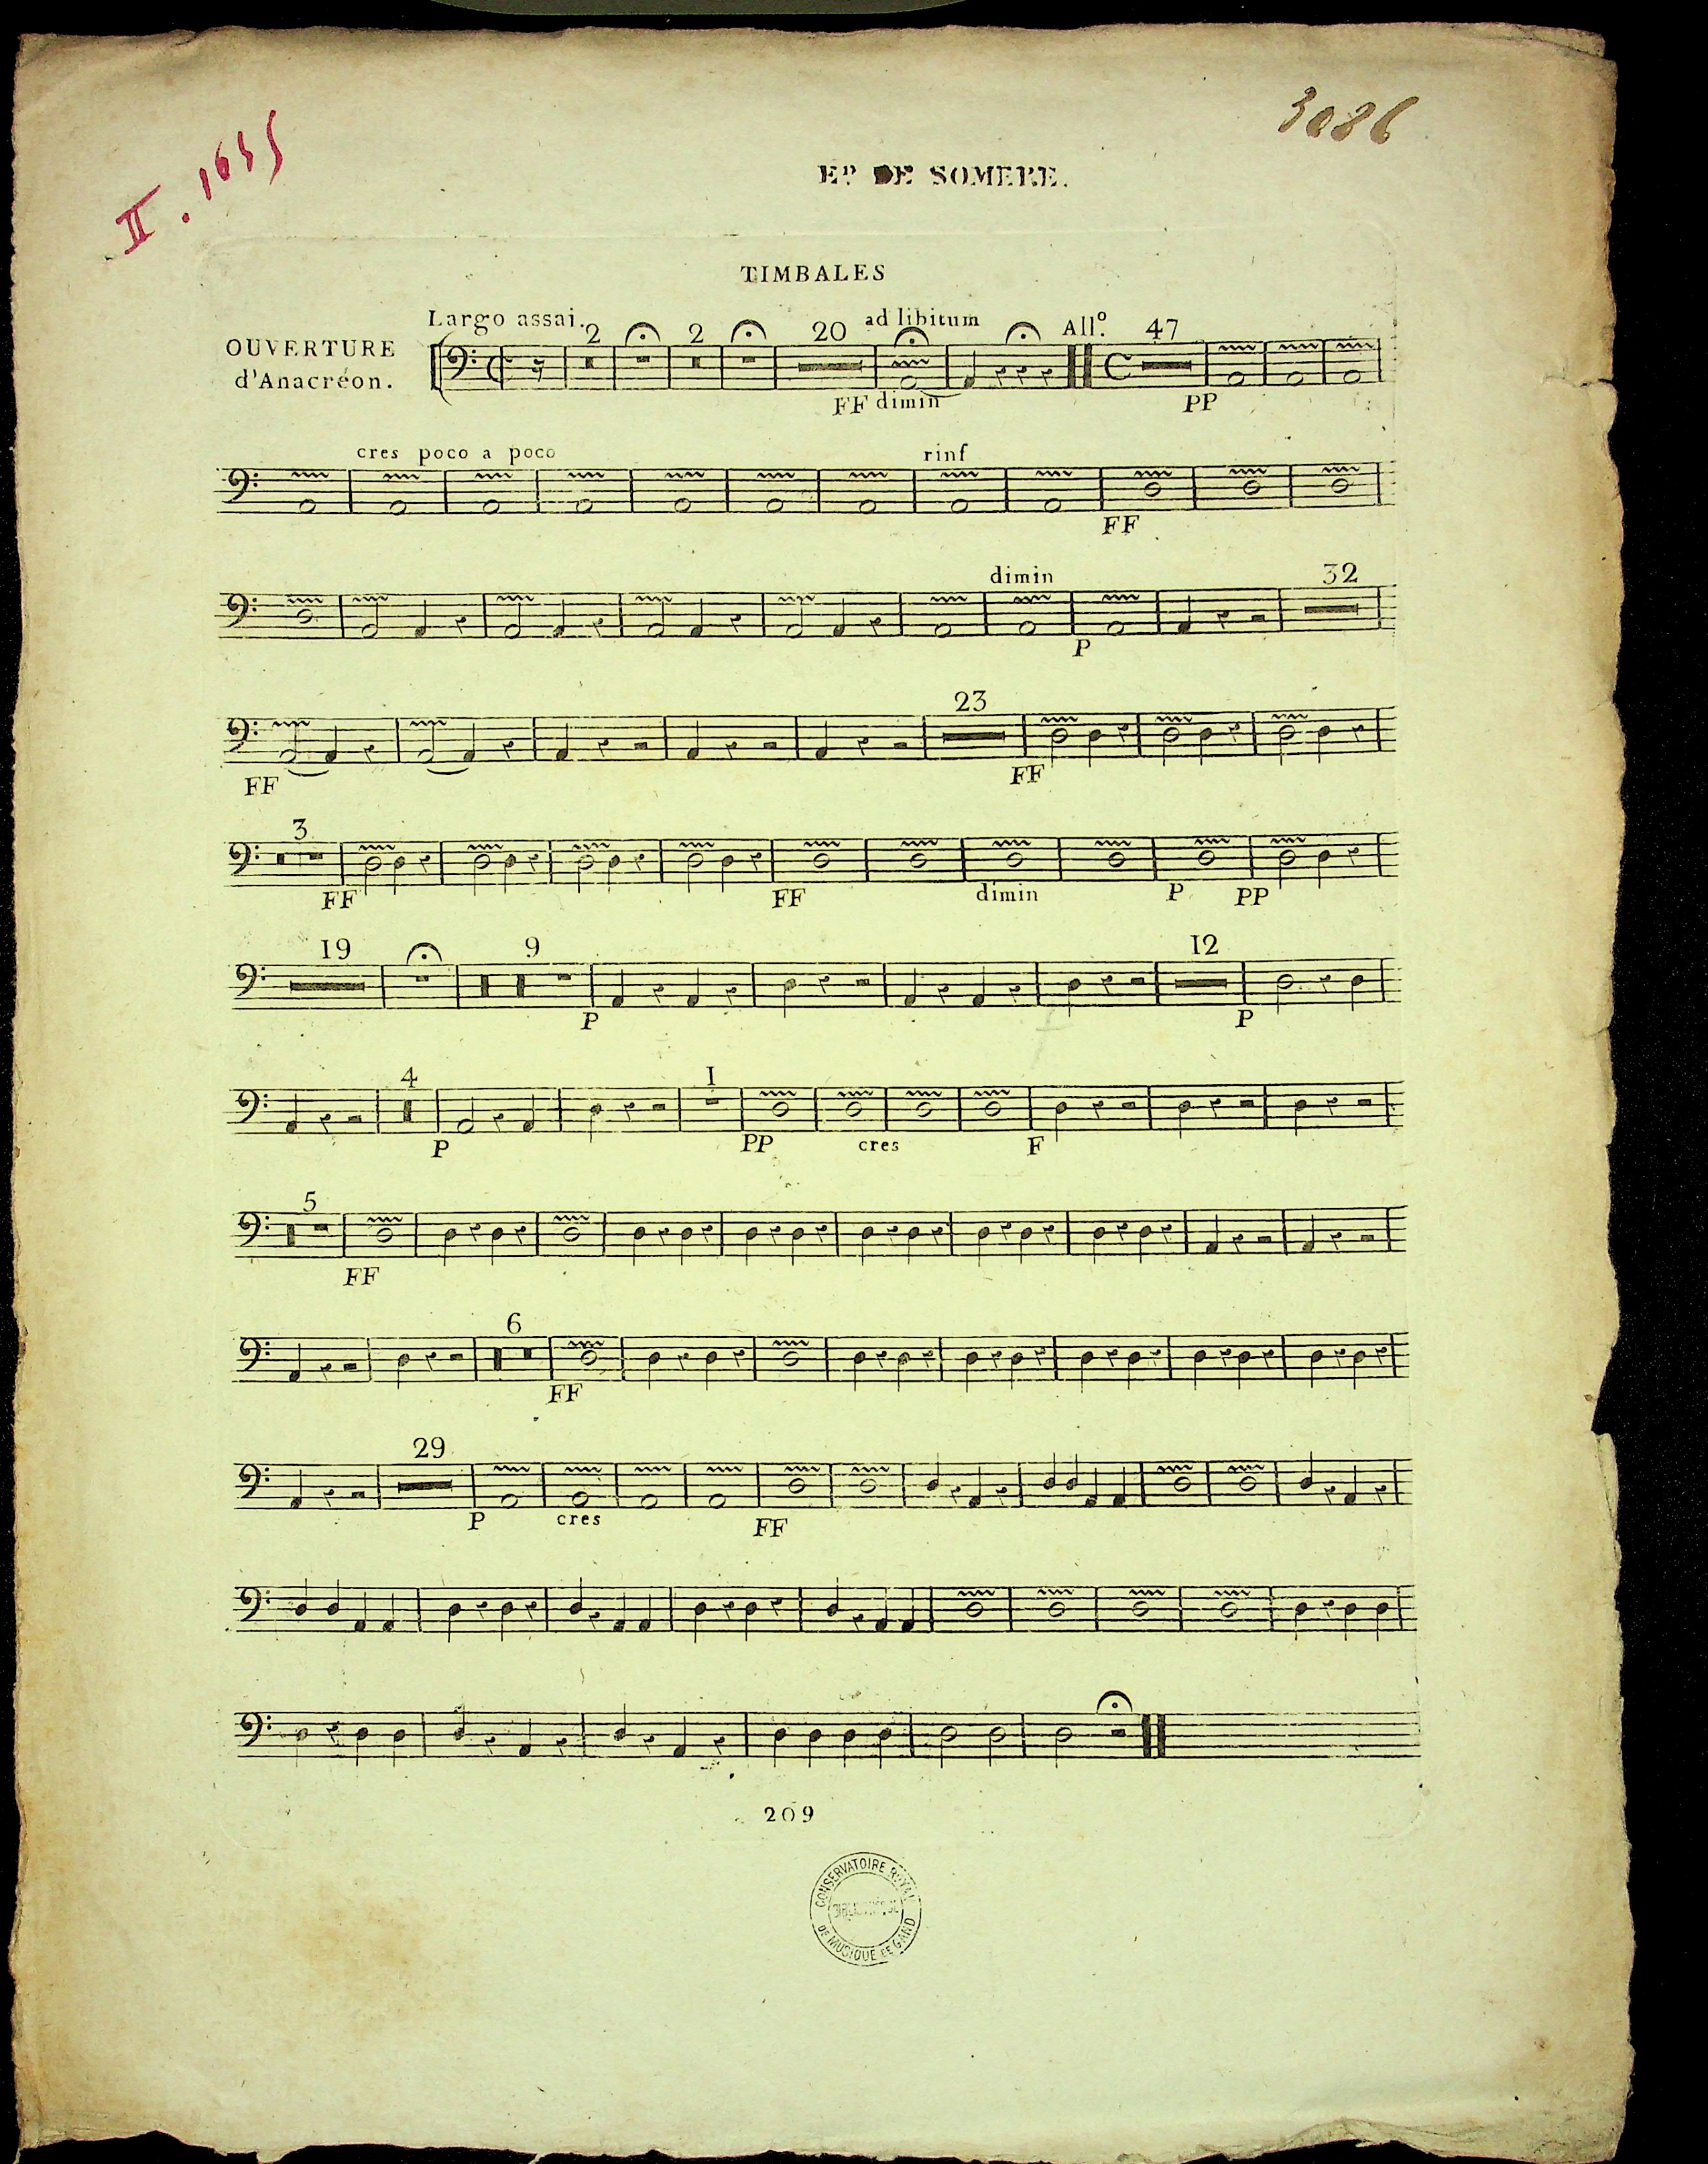 3086
II. 1655
Ed. DE SOMERE.
TIMBALES
OUVERTURE
d'Anacréon.
Largo assai. 2 2 20 ad libitum All.° 47
FF dimin PP
cres poco a poco rinf
FF
dimin 32
P
23
FF FF
3
FF FF dimin P PP
19 9 12
P P
4 1
P PP cres F
5
FF
6
FF
29
P cres FF
209
CONSERVATOIRE ROYAL
DE MUSIQUE DE GAND
BIBLIOTHÈQUE